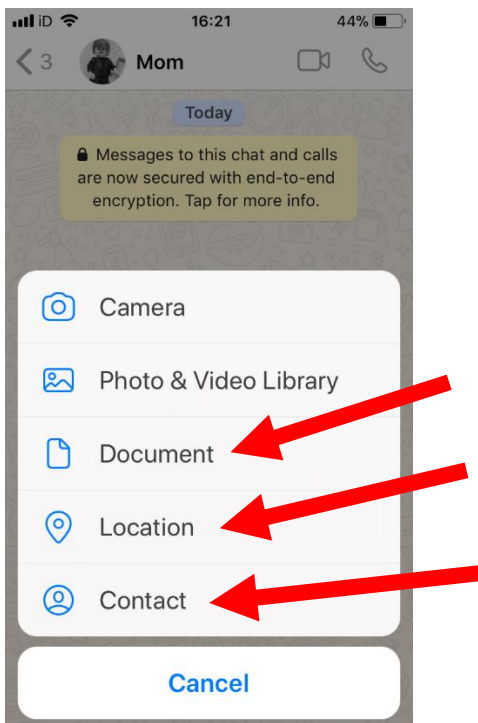 iD 16:21 44%
3 Mom
Today
Messages to this chat and calls
are now secured with end-to-end
encryption. Tap for more info.
Camera
Photo & Video Library
Document
Location
Contact
Cancel